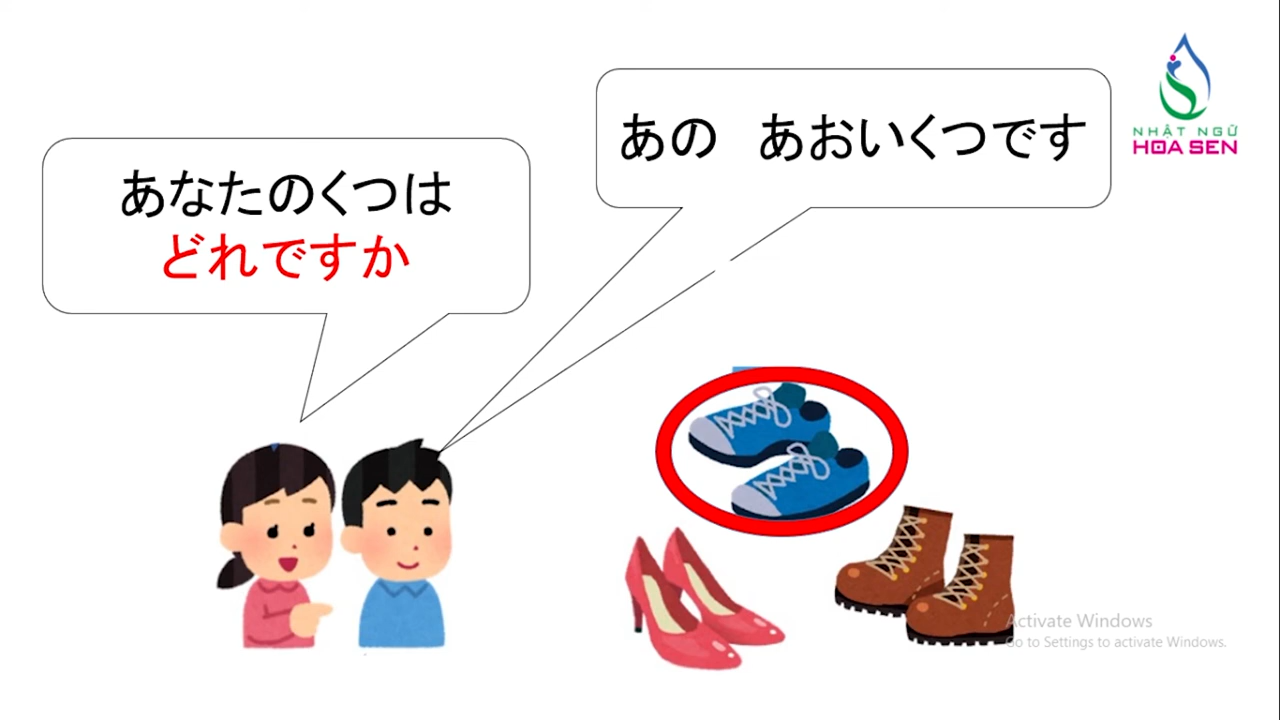 あなたのくつは
どれですか
あの　あおいくつです
NHẬT NGỮ
HOA SEN
Activate Windows
Go to Settings to activate Windows.